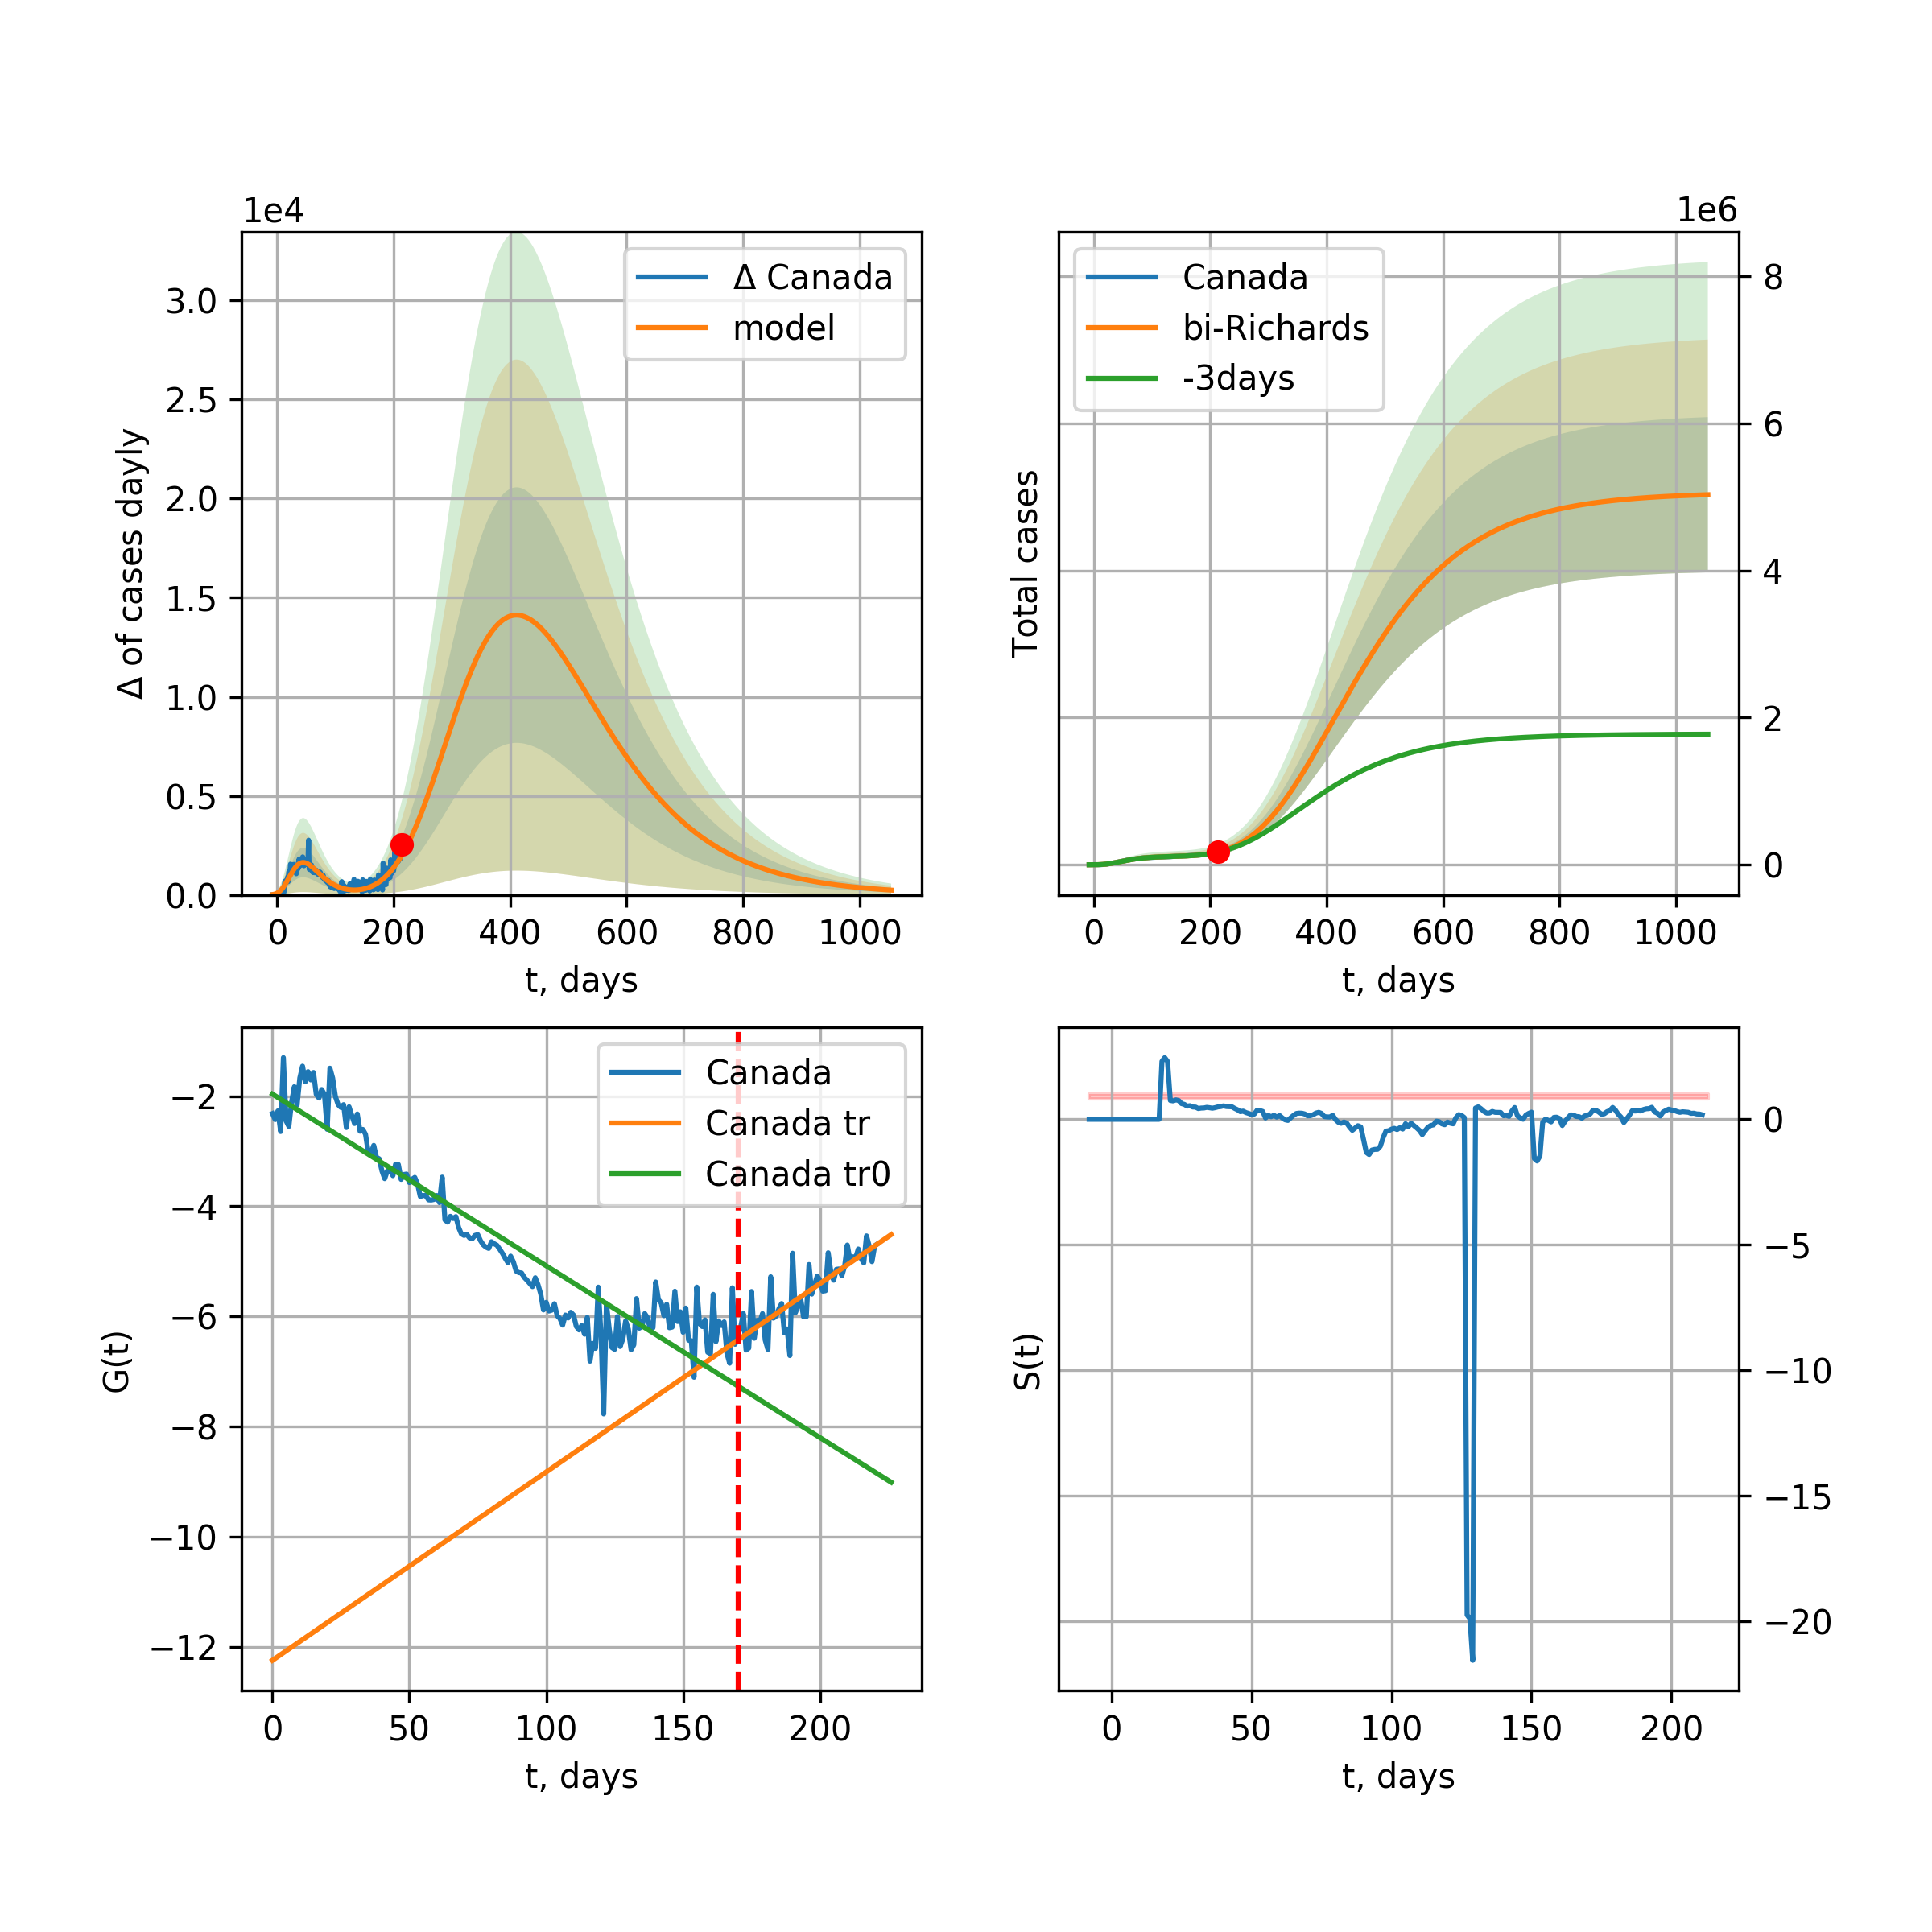 1e4
Δ of cases dayly
3.0
2.5
2.0
1.5
1.0
0.5
0.0
Δ Canada
model
0 200 400 600 800 1000
t, days
1e6
Total cases
Canada
bi-Richards
-3days
8
6
4
2
0
0 200 400 600 800 1000
t, days
G(t)
−2
−4
−6
−8
−10
−12
Canada
Canada tr
Canada tr0
0 50 100 150 200
t, days
S(t)
0
−5
−10
−15
−20
0 50 100 150 200
t, days